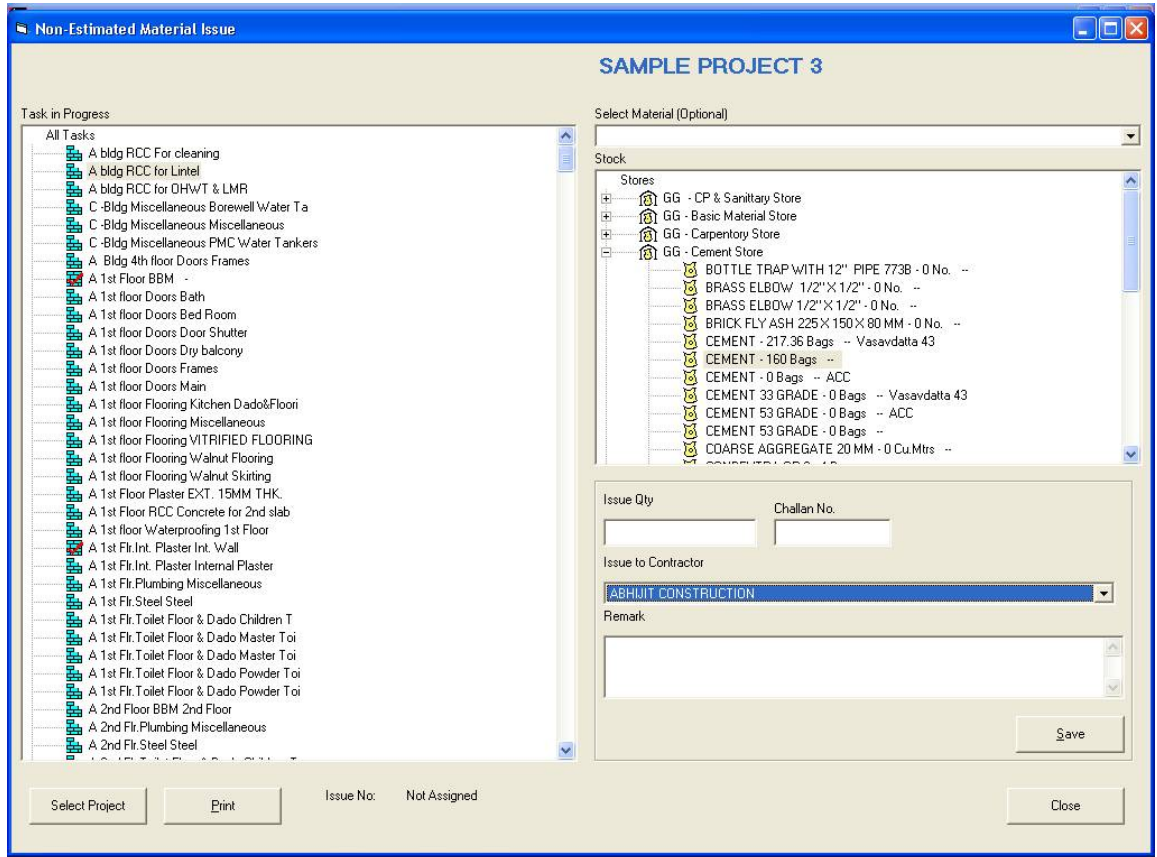 Non-Estimated Material Issue
SAMPLE PROJECT 3
Task in Progress
All Tasks
A bldg RCC For cleaning
A bldg RCC for Lintel
A bldg RCC for OHWT & LMR
C -Bldg Miscellaneous Borewell Water Ta
C -Bldg Miscellaneous Miscellaneous
C -Bldg Miscellaneous PMC Water Tankers
A Bldg 4th floor Doors Frames
A 1st Floor BBM -
A 1st floor Doors Bath
A 1st floor Doors Bed Room
A 1st floor Doors Door Shutter
A 1st floor Doors Dry balcony
A 1st floor Doors Frames
A 1st floor Doors Main
A 1st floor Flooring Kitchen Dado&Floori
A 1st floor Flooring Miscellaneous
A 1st floor Flooring VITRIFIED FLOORING
A 1st floor Flooring Walnut Flooring
A 1st floor Flooring Walnut Skirting
A 1st Floor Plaster EXT. 15MM THK.
A 1st Floor RCC Concrete for 2nd slab
A 1st floor Waterproofing 1st Floor
A 1st Flr.Int. Plaster Int. Wall
A 1st Flr.Int. Plaster Internal Plaster
A 1st Flr.Plumbing Miscellaneous
A 1st Flr.Steel Steel
A 1st Flr.Toilet Floor & Dado Children T
A 1st Flr.Toilet Floor & Dado Master Toi
A 1st Flr.Toilet Floor & Dado Master Toi
A 1st Flr.Toilet Floor & Dado Powder Toi
A 1st Flr.Toilet Floor & Dado Powder Toi
A 2nd Floor BBM 2nd Floor
A 2nd Flr.Plumbing Miscellaneous
A 2nd Flr.Steel Steel
Select Material (Optional)
Stock
Stores
GG - CP & Sanittary Store
GG - Basic Material Store
GG - Carpentory Store
GG - Cement Store
BOTTLE TRAP WITH 12" PIPE 773B - 0 No. --
BRASS ELBOW 1/2" X 1/2" - 0 No. --
BRASS ELBOW 1/2" X 1/2" - 0 No. --
BRICK FLY ASH 225 X 150 X 80 MM - 0 No. --
CEMENT - 217.36 Bags -- Vasavdatta 43
CEMENT - 160 Bags --
CEMENT - 0 Bags -- ACC
CEMENT 33 GRADE - 0 Bags -- Vasavdatta 43
CEMENT 53 GRADE - 0 Bags -- ACC
CEMENT 53 GRADE - 0 Bags --
COARSE AGGREGATE 20 MM - 0 Cu.Mtrs --
Issue Qty
Challan No.
Issue to Contractor
ABHIJIT CONSTRUCTION
Remark
Save
Select Project
Print
Issue No: Not Assigned
Close